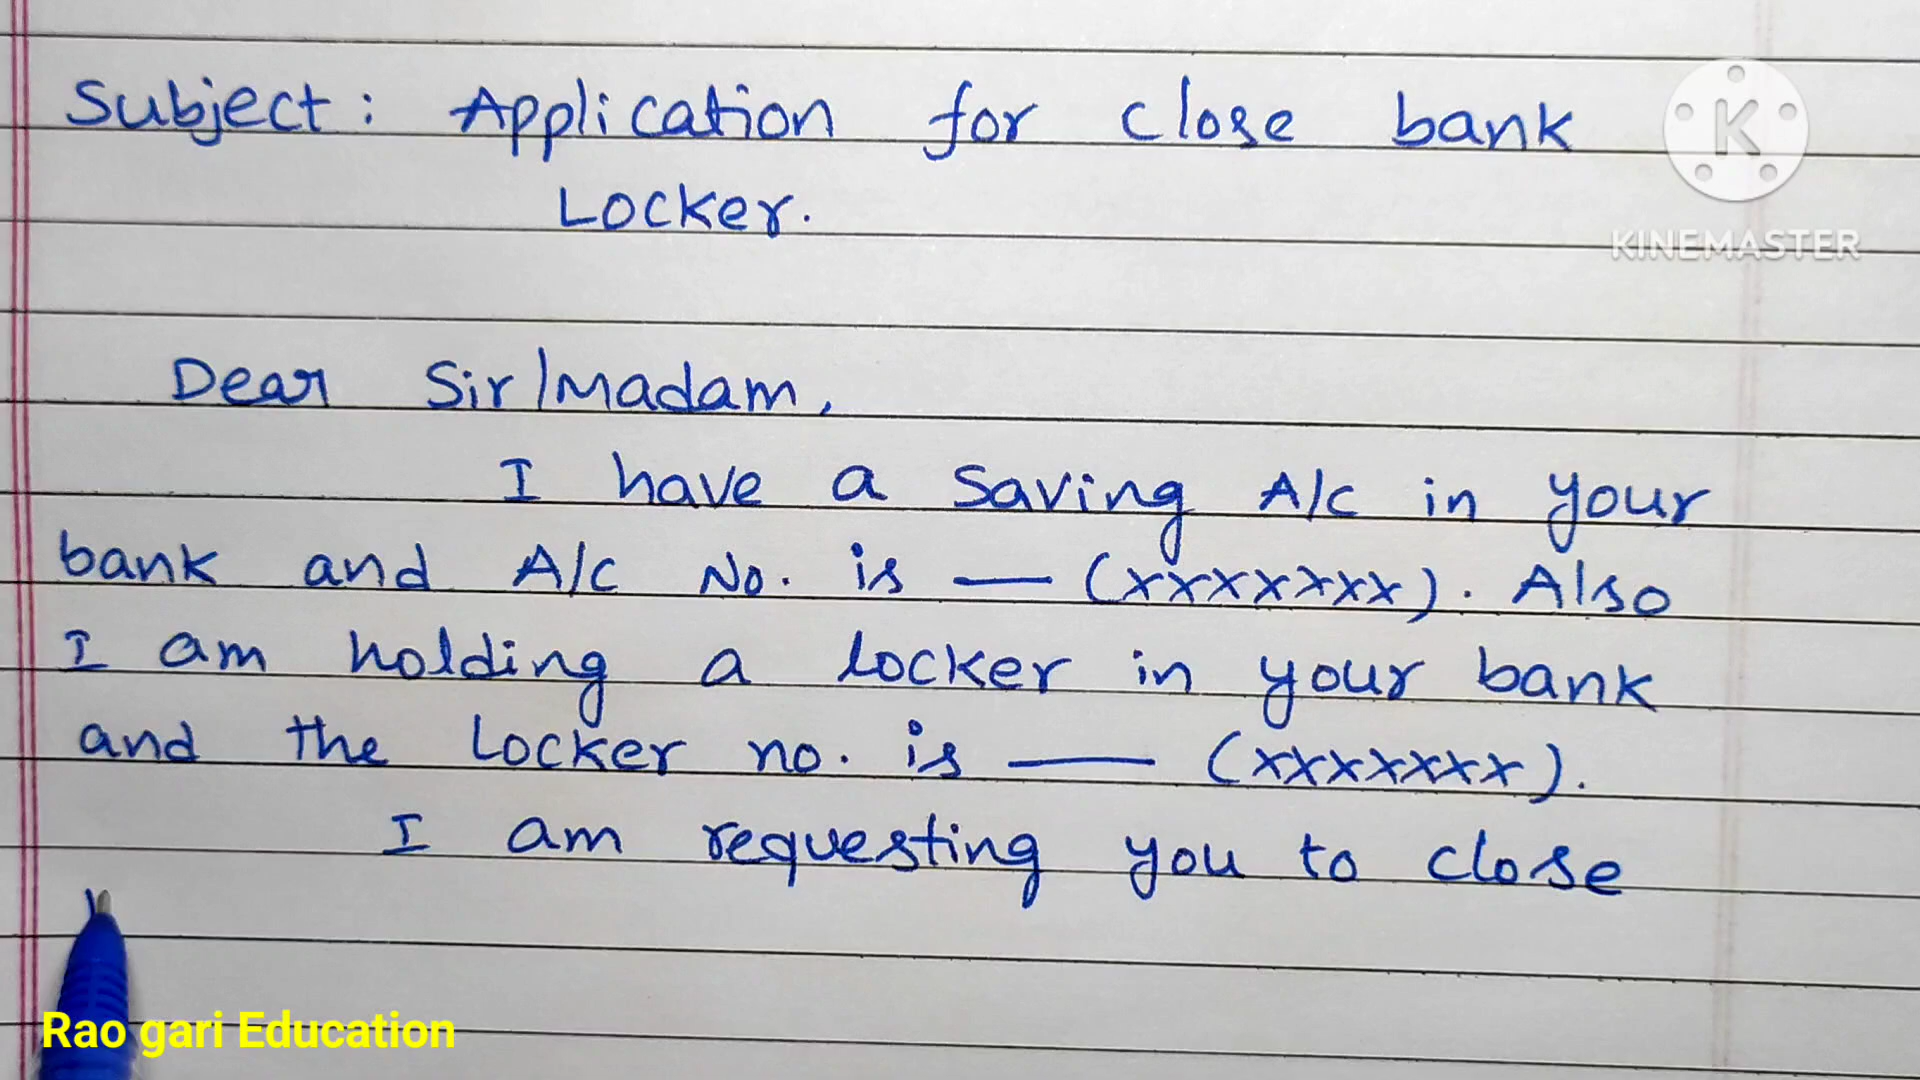 Subject: Application for close bank
Locker.
KINEMASTER
Dear Sir/Madam,
I have a saving A/c in your
bank and A/c No. is — (xxxxxxx). Also
I am holding a locker in your bank
and the Locker no. is —— (xxxxxxx).
I am requesting you to close
Rao gari Education